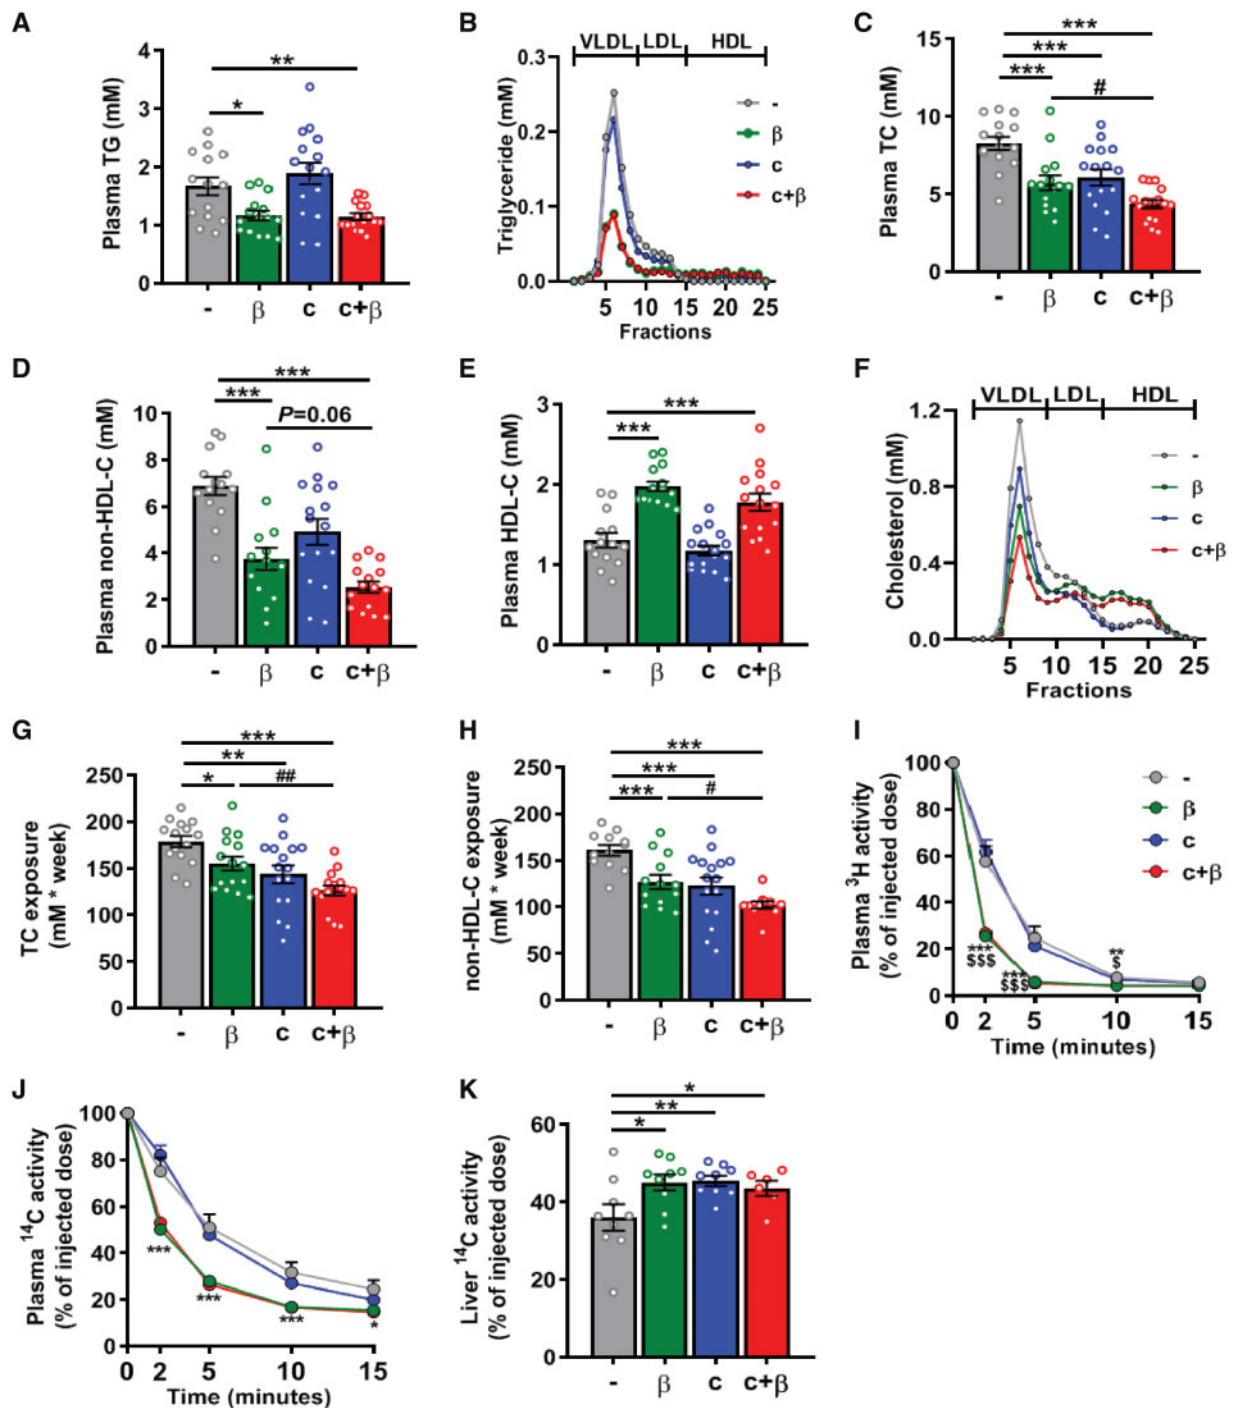 A
Plasma TG (mM)
4
3
2
1
0
**
*
- β c c+β
B
Triglyceride (mM)
VLDL LDL HDL
0.3
0.2
0.1
0.0
5 10 15 20 25
Fractions
-
β
c
c+β
C
Plasma TC (mM)
15
10
5
0
***
***
***
#
- β c c+β
D
Plasma non-HDL-C (mM)
10
8
6
4
2
0
***
***
P=0.06
- β c c+β
E
Plasma HDL-C (mM)
3
2
1
0
***
***
- β c c+β
F
Cholesterol (mM)
VLDL LDL HDL
1.2
0.8
0.4
0.0
5 10 15 20 25
Fractions
-
β
c
c+β
G
TC exposure
(mM * week)
250
200
150
100
50
0
***
**
* ##
- β c c+β
H
non-HDL-C exposure
(mM * week)
250
200
150
100
50
0
***
***
*** #
- β c c+β
I
Plasma ³H activity
(% of injected dose)
100
80
60
40
20
0
***
$$$
***
$$$
**
$
0 2 5 10 15
Time (minutes)
-
β
c
c+β
J
Plasma ¹⁴C activity
(% of injected dose)
100
80
60
40
20
0
***
***
***
*
0 2 5 10 15
Time (minutes)
K
Liver ¹⁴C activity
(% of injected dose)
60
40
20
0
*
**
*
- β c c+β